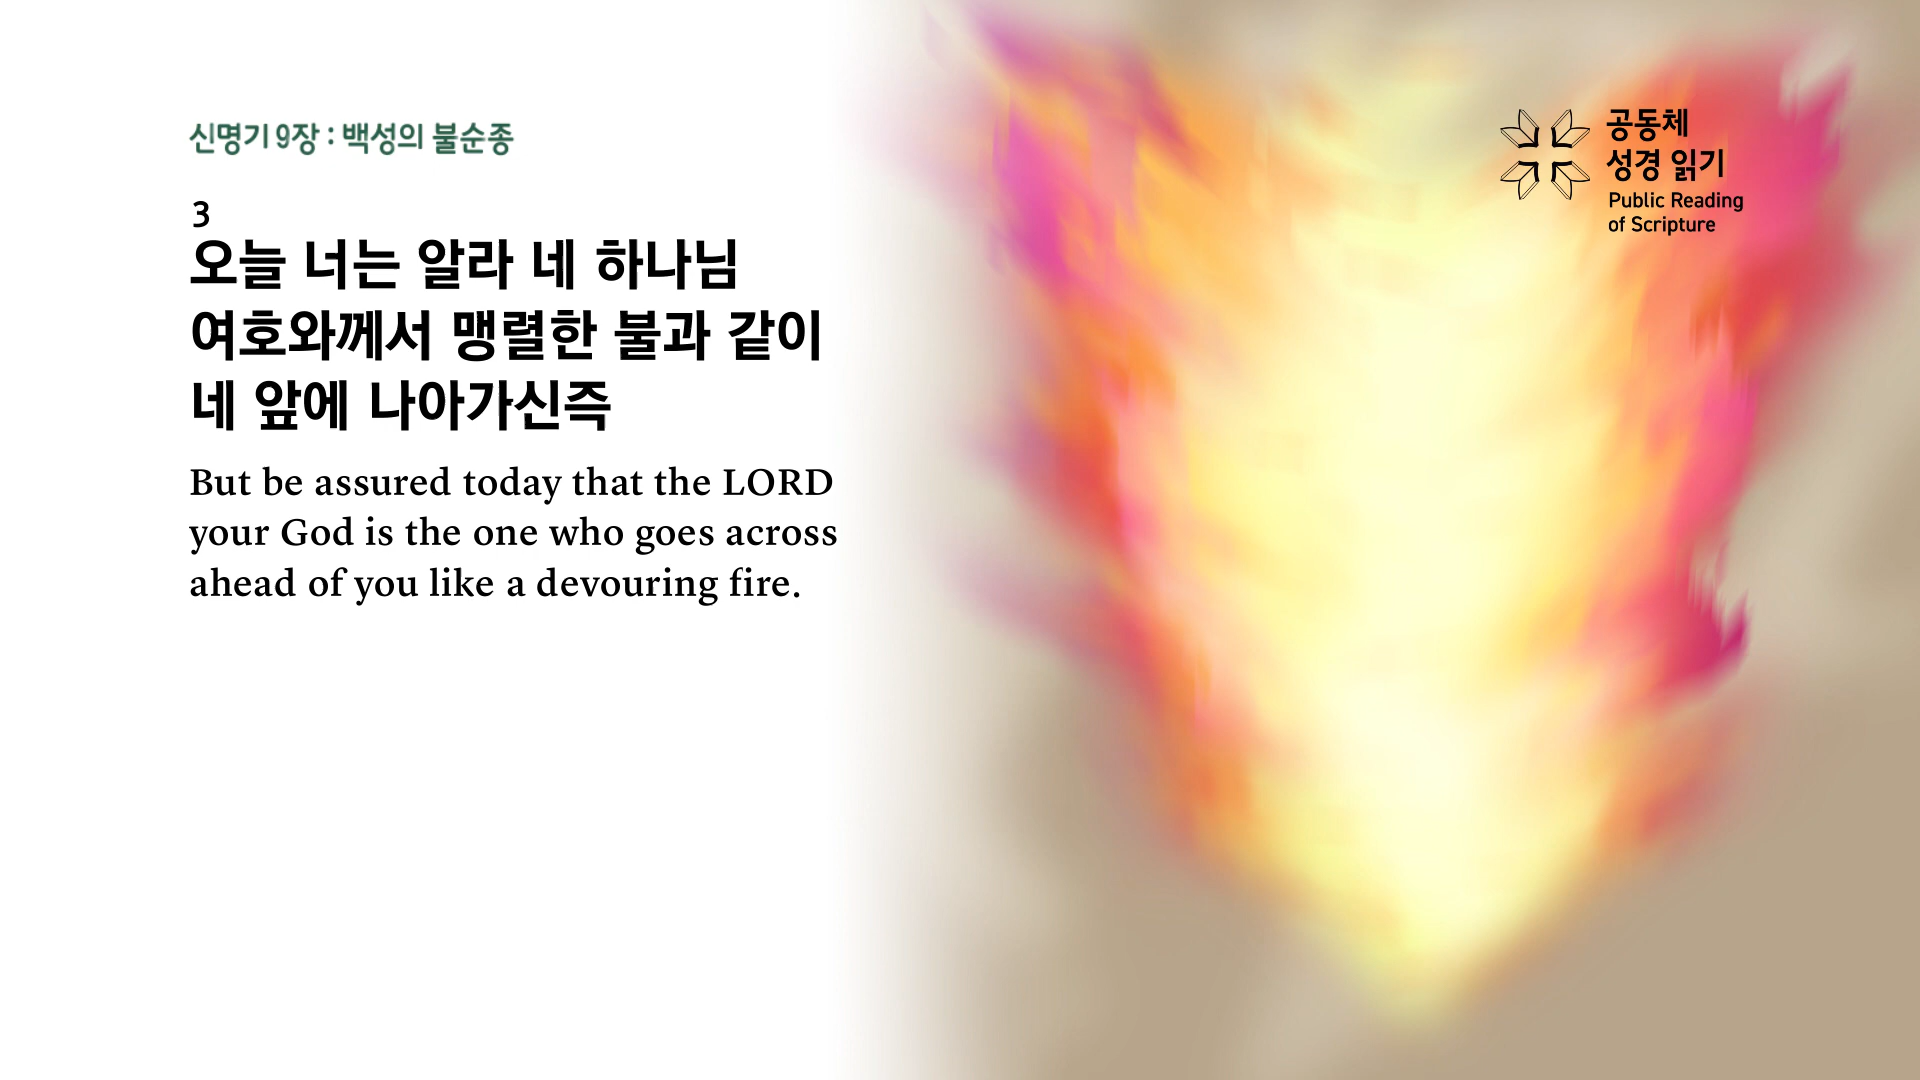 신명기 9장 : 백성의 불순종
3
오늘 너는 알라 네 하나님
여호와께서 맹렬한 불과 같이
네 앞에 나아가신즉
But be assured today that the LORD
your God is the one who goes across
ahead of you like a devouring fire.
공동체
성경 읽기
Public Reading
of Scripture